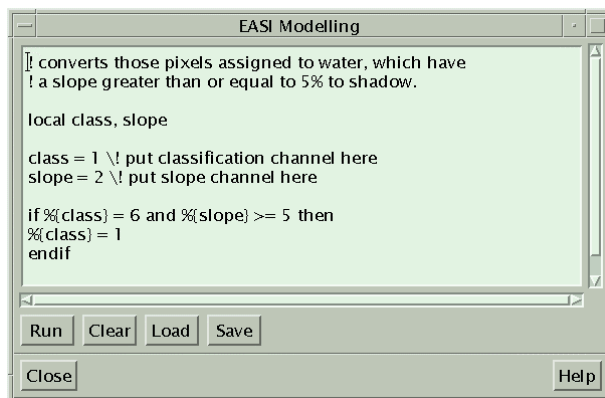 EASI Modelling
! converts those pixels assigned to water, which have
! a slope greater than or equal to 5% to shadow.
local class, slope
class = 1 \! put classification channel here
slope = 2 \! put slope channel here
if %{class} = 6 and %{slope} >= 5 then
%{class} = 1
endif
Run Clear Load Save
Close Help